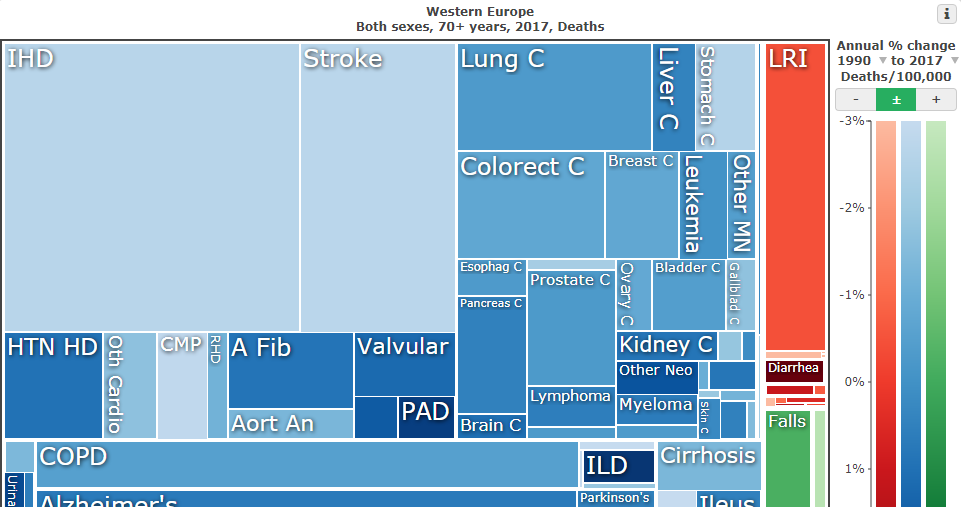 Western Europe
Both sexes, 70+ years, 2017, Deaths
i
IHD
Stroke
Lung C
Liver C
Stomach C
LRI
Annual % change
1990 ▼ to 2017 ▼
Deaths/100,000
- ± +
-3%
-2%
-1%
0%
1%
Colorect C
Breast C
Leukemia
Other MN
Esophag C
Prostate C
Ovary C
Bladder C
Gallblad C
Pancreas C
HTN HD
Oth Cardio
CMP
RHD
A Fib
Valvular
Kidney C
Other Neo
Diarrhea
Aort An
PAD
Brain C
Lymphoma
Myeloma
Skin C
Falls
COPD
ILD
Cirrhosis
Urina
Alzheimer's
Parkinson's
Ileus